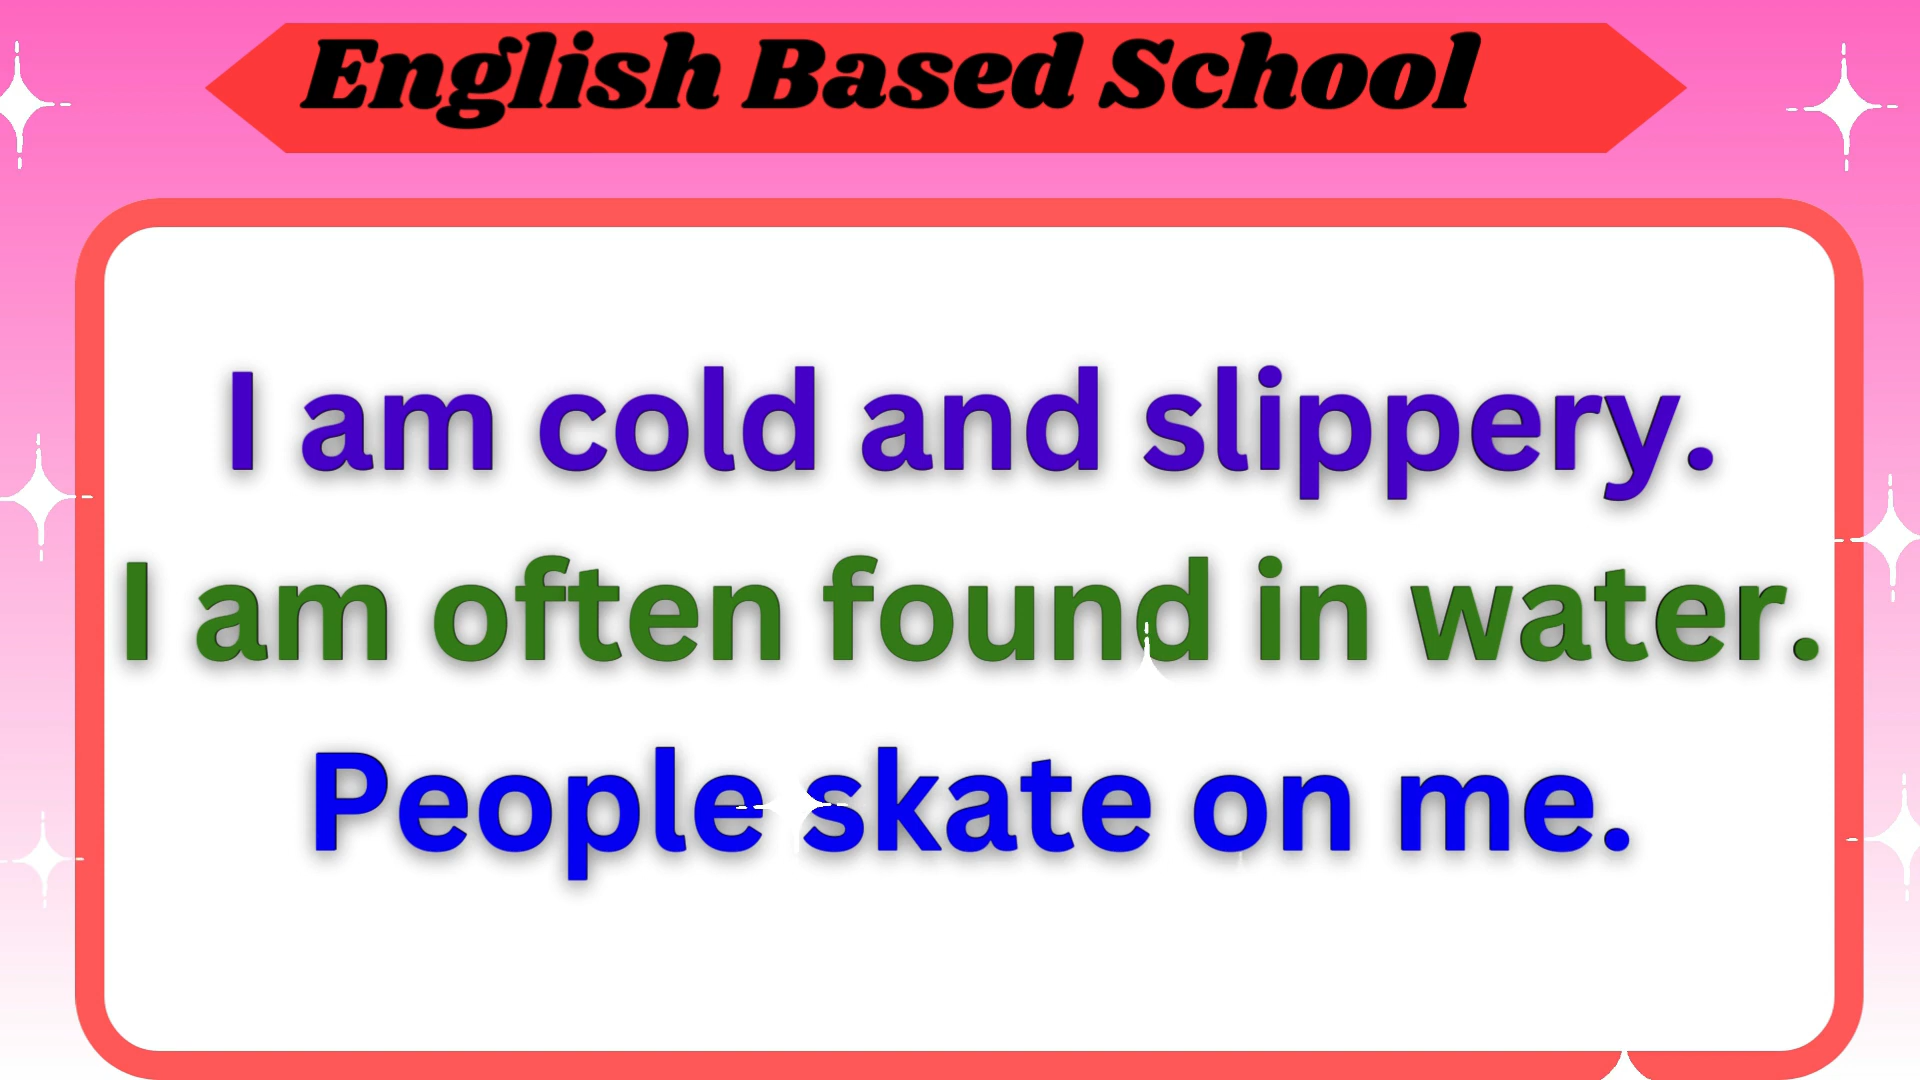 English Based School
I am cold and slippery.
I am often found in water.
People skate on me.